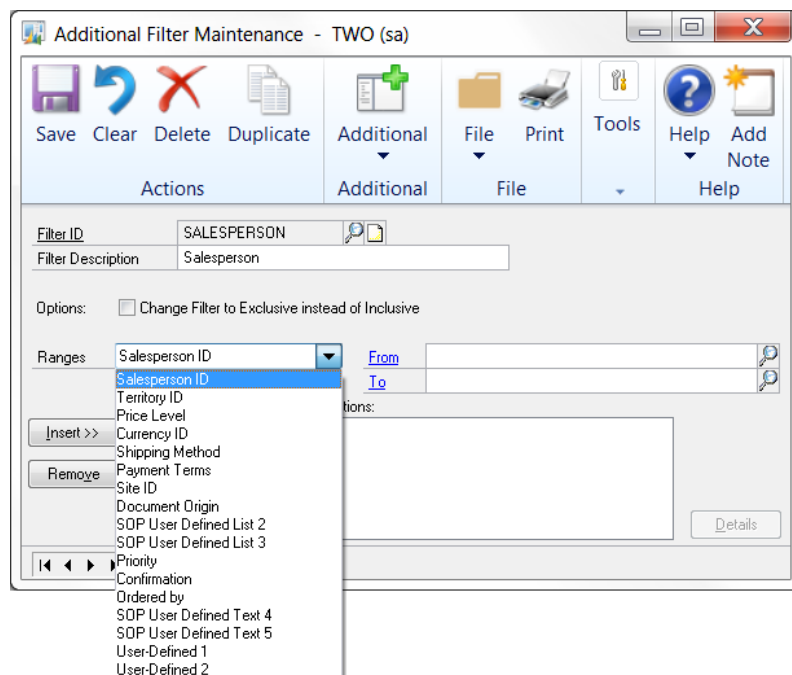 Additional Filter Maintenance - TWO (sa)
Save Clear Delete Duplicate Additional File Print Tools Help Add Note
Actions Additional File Help
Filter ID SALESPERSON
Filter Description Salesperson
Options: Change Filter to Exclusive instead of Inclusive
Ranges Salesperson ID From
Salesperson ID To
Territory ID
tions:
Price Level
Insert >> Currency ID
Shipping Method
Remove Payment Terms
Site ID
Document Origin
SOP User Defined List 2 Details
SOP User Defined List 3
Priority
Confirmation
Ordered by
SOP User Defined Text 4
SOP User Defined Text 5
User-Defined 1
User-Defined 2